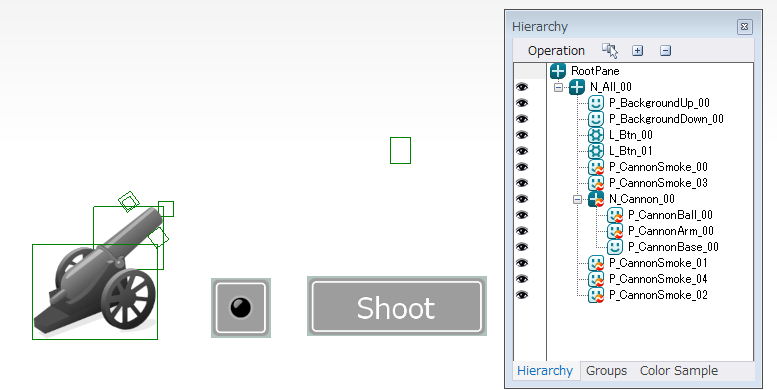 Shoot
Hierarchy
Operation
RootPane
N_All_00
P_BackgroundUp_00
P_BackgroundDown_00
L_Btn_00
L_Btn_01
P_CannonSmoke_00
P_CannonSmoke_03
N_Cannon_00
P_CannonBall_00
P_CannonArm_00
P_CannonBase_00
P_CannonSmoke_01
P_CannonSmoke_04
P_CannonSmoke_02
Hierarchy Groups Color Sample